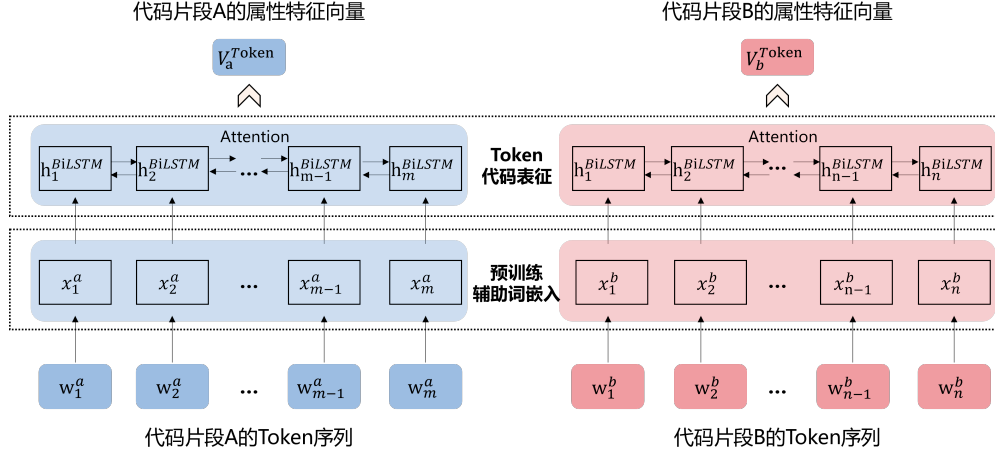 代码片段A的属性特征向量 代码片段B的属性特征向量
V_a^Token V_b^Token
Attention Attention
h_1^BiLSTM h_2^BiLSTM ... h_m−1^BiLSTM h_m^BiLSTM Token 代码表征 h_1^BiLSTM h_2^BiLSTM ... h_n−1^BiLSTM h_n^BiLSTM
x_1^a x_2^a ... x_m−1^a x_m^a 预训练 辅助词嵌入 x_1^b x_2^b ... x_n−1^b x_n^b
w_1^a w_2^a ... w_m−1^a w_m^a w_1^b w_2^b ... w_n−1^b w_n^b
代码片段A的Token序列 代码片段B的Token序列